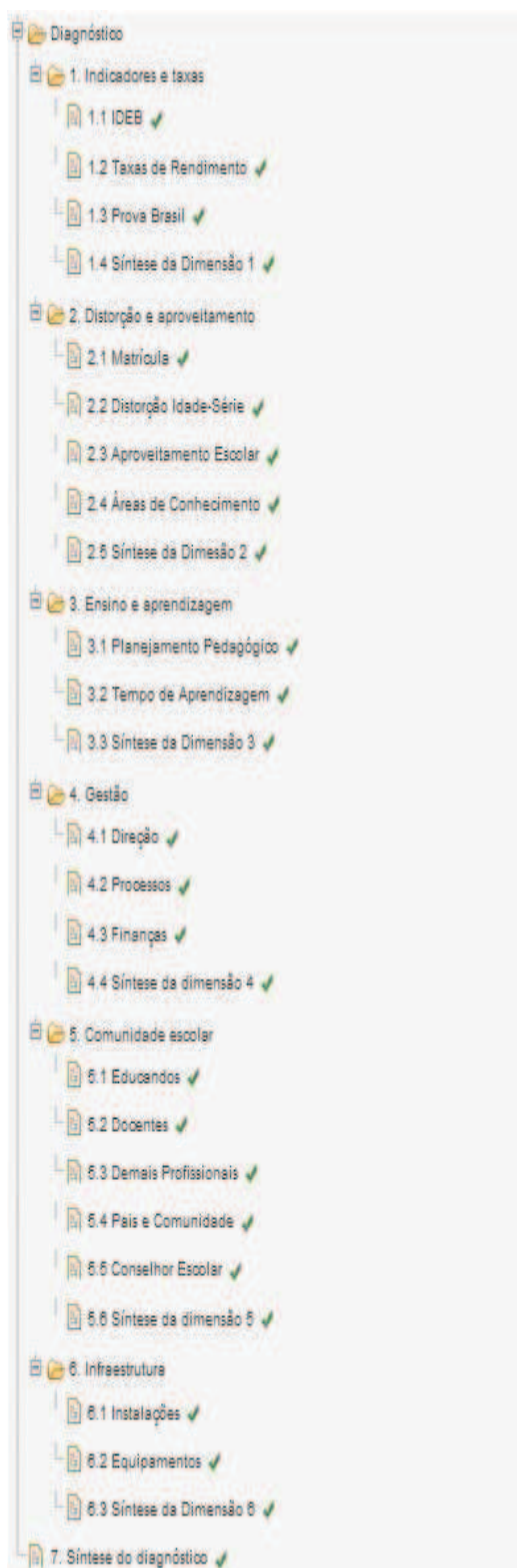 Diagnóstico
1. Indicadores e taxas
1.1 IDEB
1.2 Taxas de Rendimento
1.3 Prova Brasil
1.4 Síntese da Dimensão 1
2. Distorção e aproveitamento
2.1 Matrícula
2.2 Distorção Idade-Série
2.3 Aproveitamento Escolar
2.4 Áreas de Conhecimento
2.5 Síntese da Dimesão 2
3. Ensino e aprendizagem
3.1 Planejamento Pedagógico
3.2 Tempo de Aprendizagem
3.3 Síntese da Dimensão 3
4. Gestão
4.1 Direção
4.2 Processos
4.3 Finanças
4.4 Síntese da dimensão 4
5. Comunidade escolar
5.1 Educandos
5.2 Docentes
5.3 Demais Profissionais
5.4 Pais e Comunidade
5.5 Conselhor Escolar
5.6 Síntese da dimensão 5
6. Infraestrutura
6.1 Instalações
6.2 Equipamentos
6.3 Síntese da Dimensão 6
7. Síntese do diagnóstico